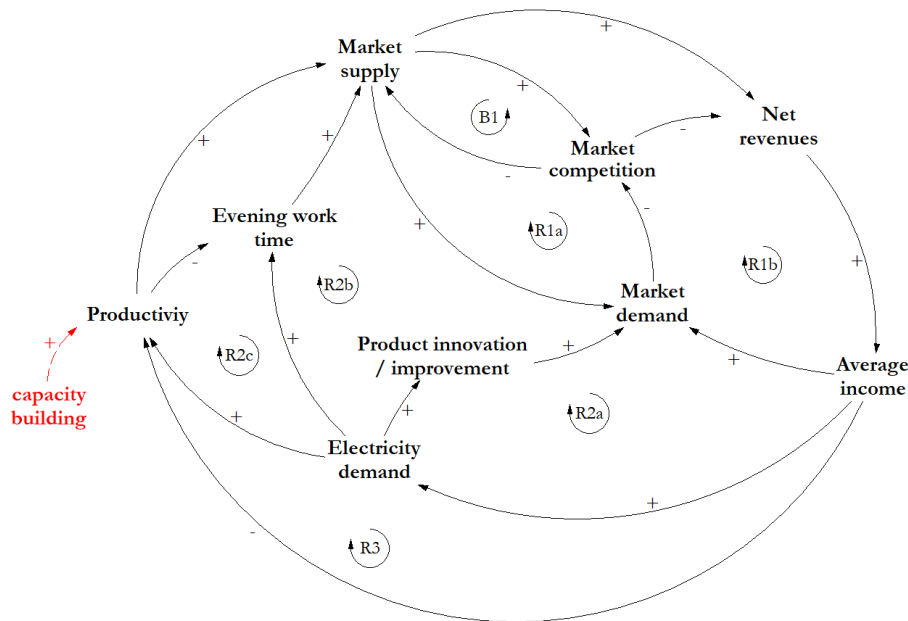 +
Market
supply
+
Net
revenues
B1
+
+
-
Market
competition
-
Evening work
time
+
R1a
-
R1b
+
-
R2b
Market
demand
Productiviy
+
R2c
+
Product innovation
/ improvement
+
+
Average
income
capacity
building
+
+
R2a
Electricity
demand
+
-
R3